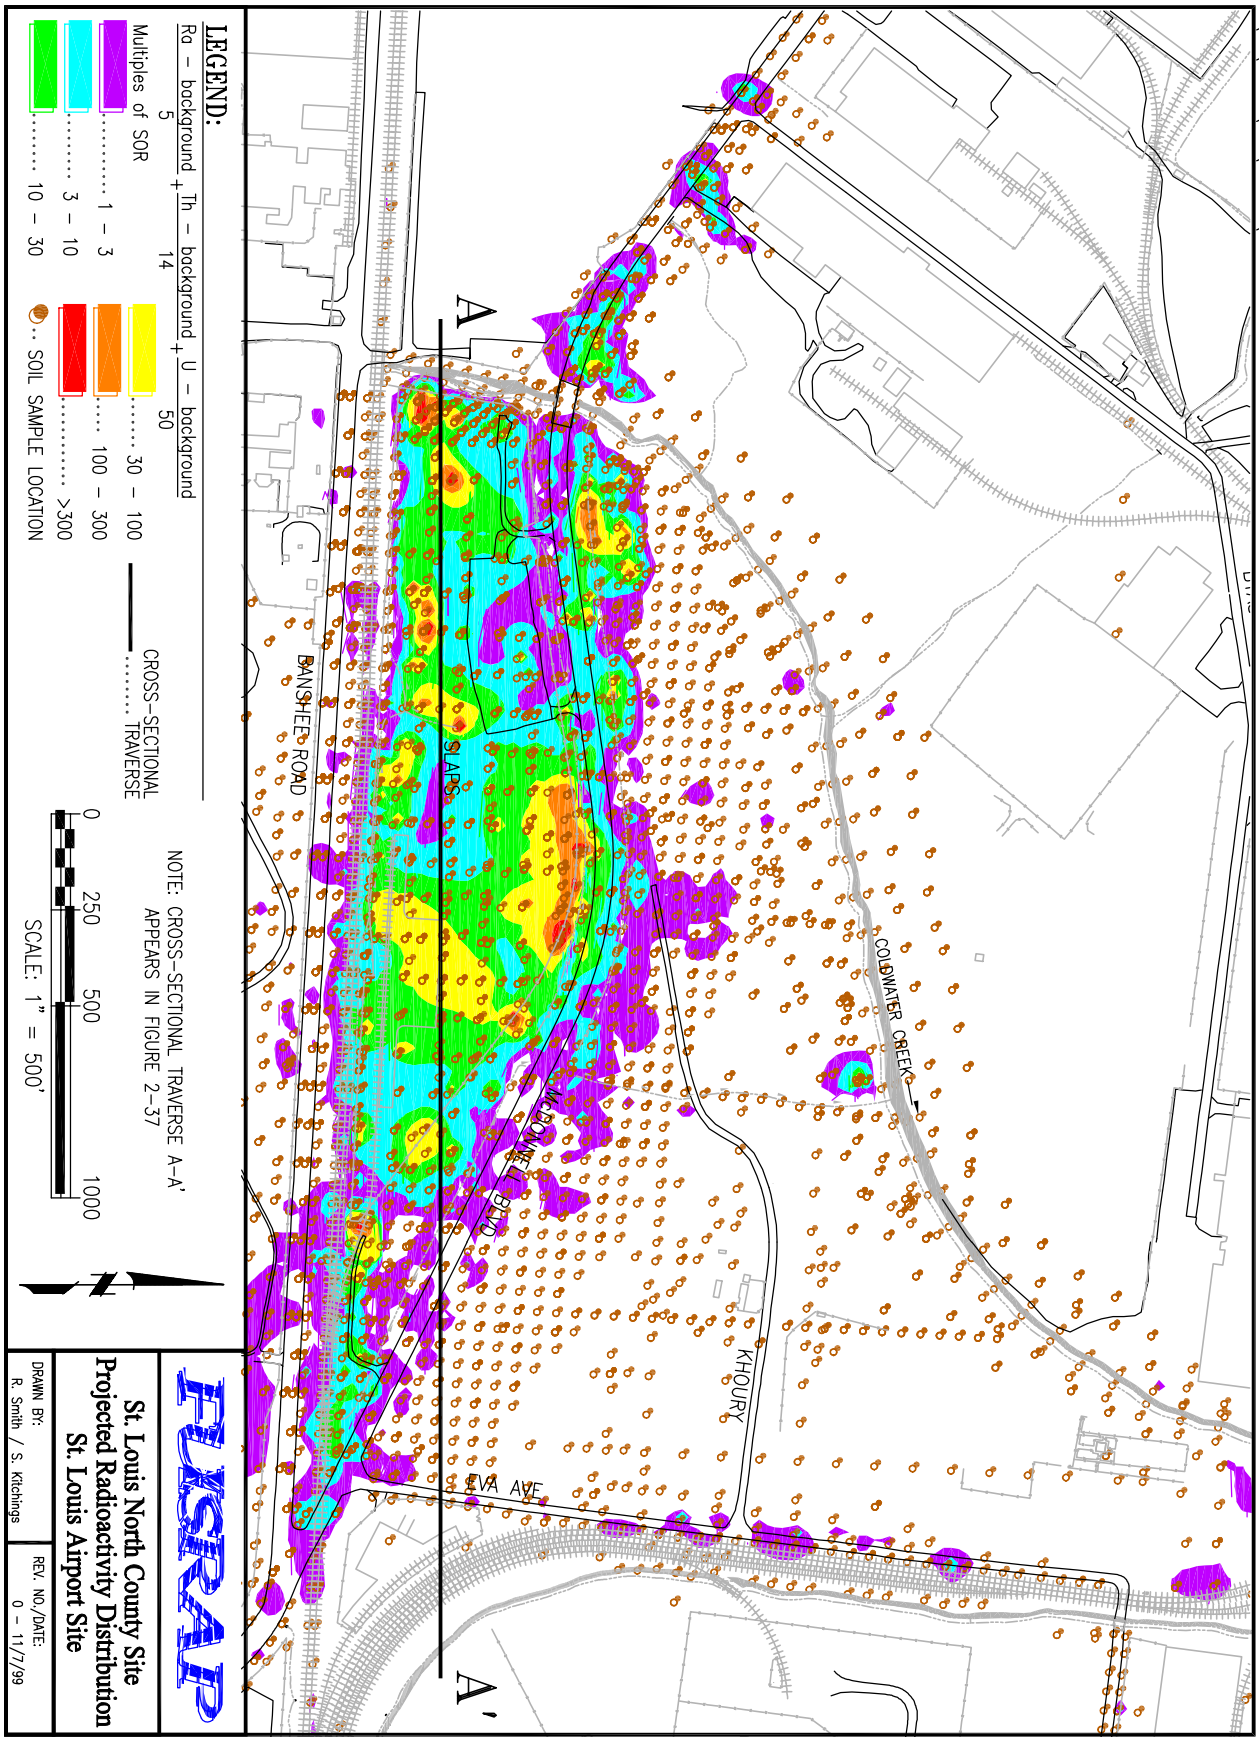 LEGEND:
Ra - background + Th - background + U - background
5 14 50
Multiples of SOR
1 - 3
3 - 10
10 - 30
30 - 100
100 - 300
>300
SOIL SAMPLE LOCATION
CROSS-SECTIONAL
TRAVERSE
NOTE: CROSS-SECTIONAL TRAVERSE A-A'
APPEARS IN FIGURE 2-37
0 250 500 1000
SCALE: 1" = 500'
N
FUSRAP
St. Louis North County Site
Projected Radioactivity Distribution
St. Louis Airport Site
DRAWN BY:
R. Smith / S. Kitchings
REV. NO./DATE:
0 - 11/7/99
A
A'
BANSHEE ROAD
SLAPS
McDONNELL BLVD
COLDWATER CREEK
KHOURY
EVA AVE